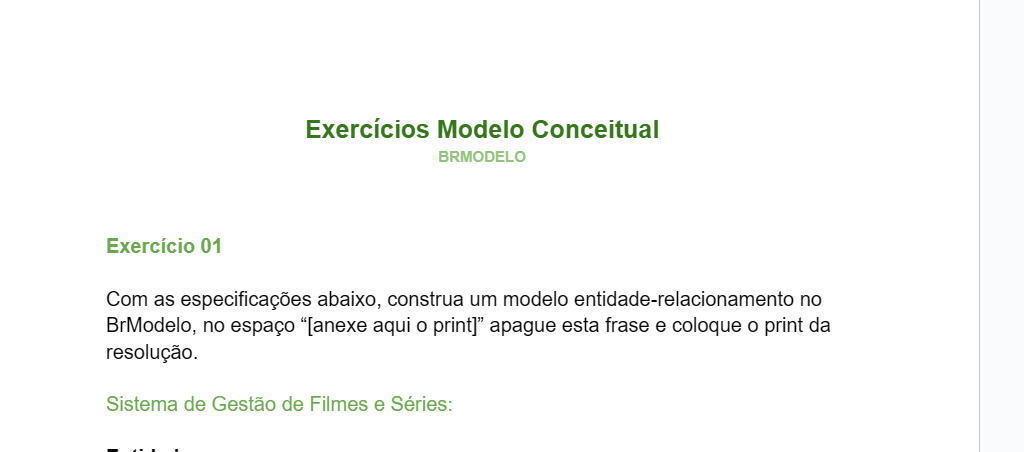 Exercícios Modelo Conceitual
BRMODELO
Exercício 01
Com as especificações abaixo, construa um modelo entidade-relacionamento no
BrModelo, no espaço “[anexe aqui o print]” apague esta frase e coloque o print da
resolução.
Sistema de Gestão de Filmes e Séries: